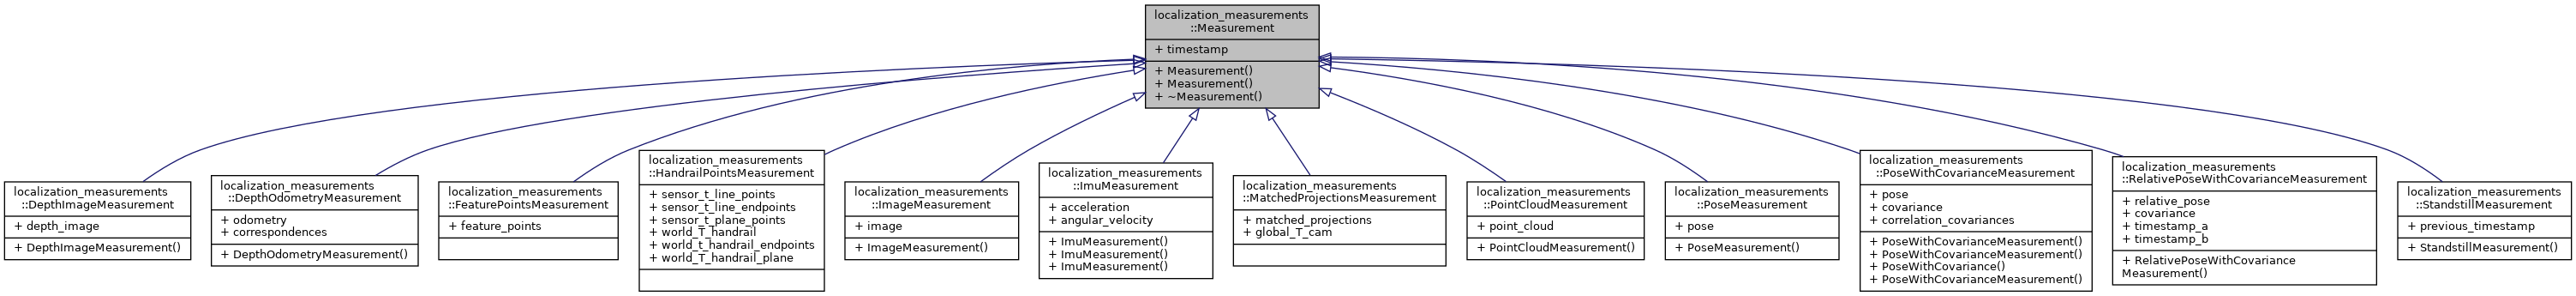 localization_measurements
::Measurement
+ timestamp
+ Measurement()
+ Measurement()
+ ~Measurement()
localization_measurements
::DepthImageMeasurement
+ depth_image
+ DepthImageMeasurement()
localization_measurements
::DepthOdometryMeasurement
+ odometry
+ correspondences
+ DepthOdometryMeasurement()
localization_measurements
::FeaturePointsMeasurement
+ feature_points
localization_measurements
::HandrailPointsMeasurement
+ sensor_t_line_points
+ sensor_t_line_endpoints
+ sensor_t_plane_points
+ world_T_handrail
+ world_t_handrail_endpoints
+ world_T_handrail_plane
localization_measurements
::ImageMeasurement
+ image
+ ImageMeasurement()
localization_measurements
::ImuMeasurement
+ acceleration
+ angular_velocity
+ ImuMeasurement()
+ ImuMeasurement()
+ ImuMeasurement()
localization_measurements
::MatchedProjectionsMeasurement
+ matched_projections
+ global_T_cam
localization_measurements
::PointCloudMeasurement
+ point_cloud
+ PointCloudMeasurement()
localization_measurements
::PoseMeasurement
+ pose
+ PoseMeasurement()
localization_measurements
::PoseWithCovarianceMeasurement
+ pose
+ covariance
+ correlation_covariances
+ PoseWithCovarianceMeasurement()
+ PoseWithCovarianceMeasurement()
+ PoseWithCovariance()
+ PoseWithCovarianceMeasurement()
localization_measurements
::RelativePoseWithCovarianceMeasurement
+ relative_pose
+ covariance
+ timestamp_a
+ timestamp_b
+ RelativePoseWithCovariance
Measurement()
localization_measurements
::StandstillMeasurement
+ previous_timestamp
+ StandstillMeasurement()